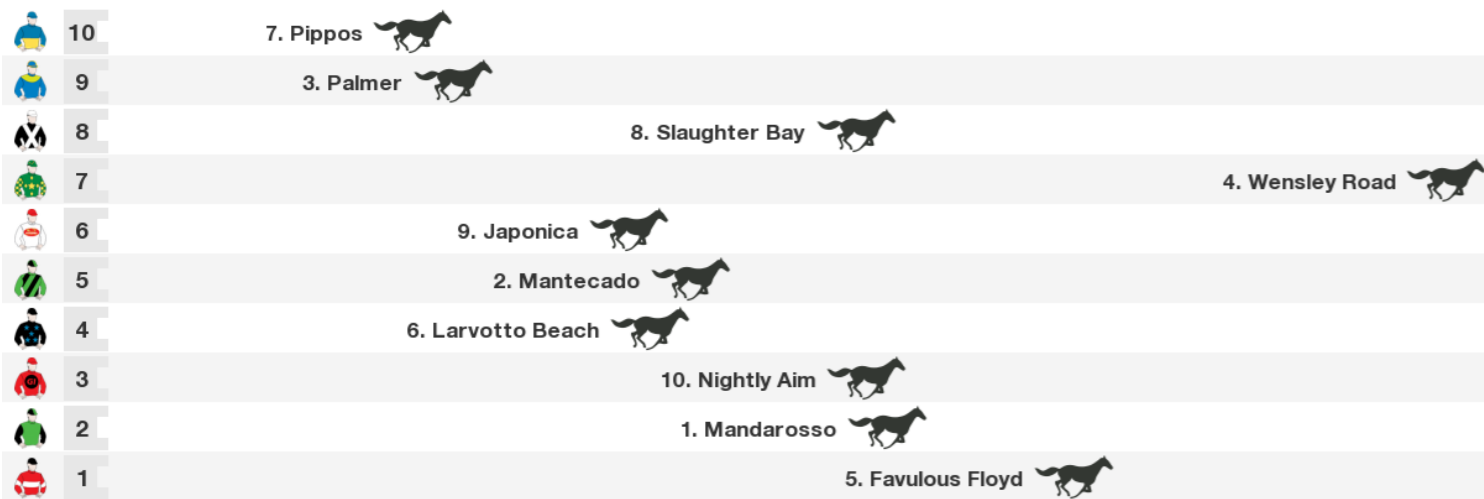 10 7. Pippos
9 3. Palmer
8 8. Slaughter Bay
7 4. Wensley Road
6 9. Japonica
5 2. Mantecado
4 6. Larvotto Beach
3 10. Nightly Aim
2 1. Mandarosso
1 5. Favulous Floyd